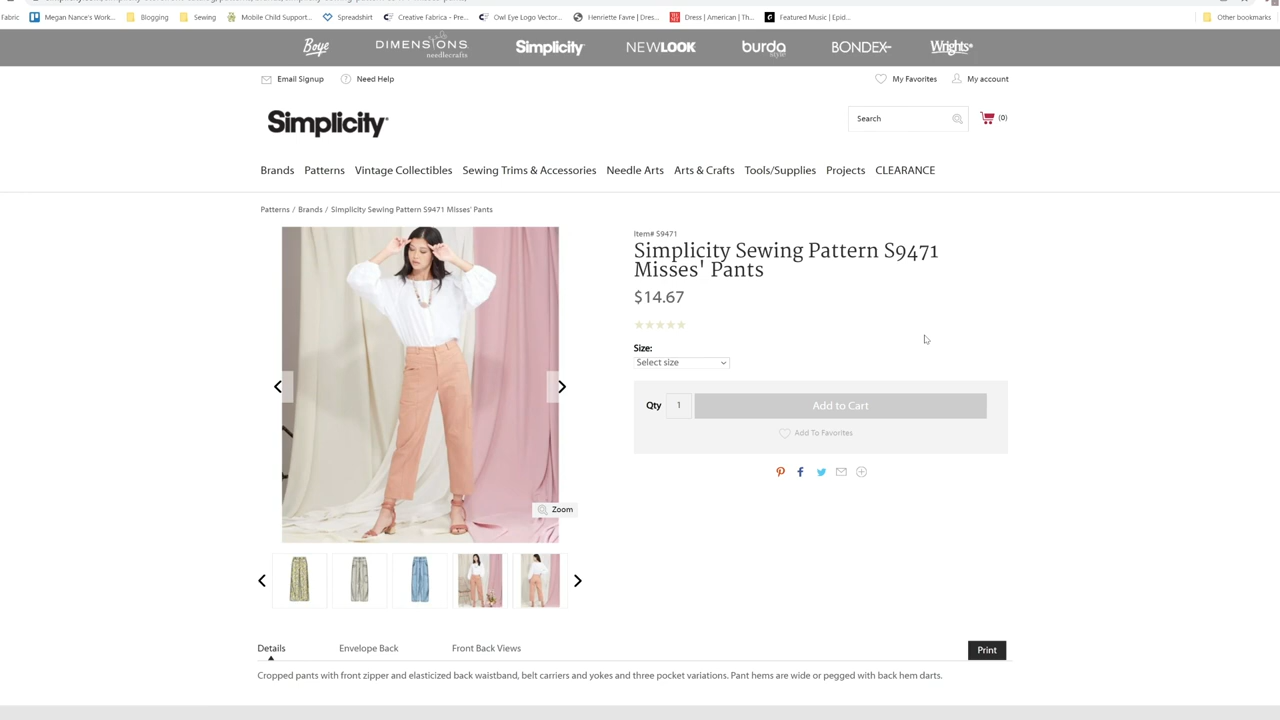 Fabric
Megan Nance's Work...
Blogging
Sewing
Mobile Child Support...
Spreadshirt
Creative Fabrica - Pre...
Owl Eye Logo Vector...
Henriette Favre | Dres...
Dress | American | Th...
Featured Music | Epid...
Other bookmarks
Boye
DIMENSIONS
needlecrafts
Simplicity
NEWLOOK
burda
style
BONDEX
Wrights
Email Signup
Need Help
My Favorites
My account
Simplicity
Search
(0)
Brands Patterns Vintage Collectibles Sewing Trims & Accessories Needle Arts Arts & Crafts Tools/Supplies Projects CLEARANCE
Patterns / Brands / Simplicity Sewing Pattern S9471 Misses' Pants
Item# S9471
Simplicity Sewing Pattern S9471
Misses' Pants
$14.67
Size:
Select size
Qty 1 Add to Cart
Add To Favorites
Zoom
Details Envelope Back Front Back Views Print
Cropped pants with front zipper and elasticized back waistband, belt carriers and yokes and three pocket variations. Pant hems are wide or pegged with back hem darts.